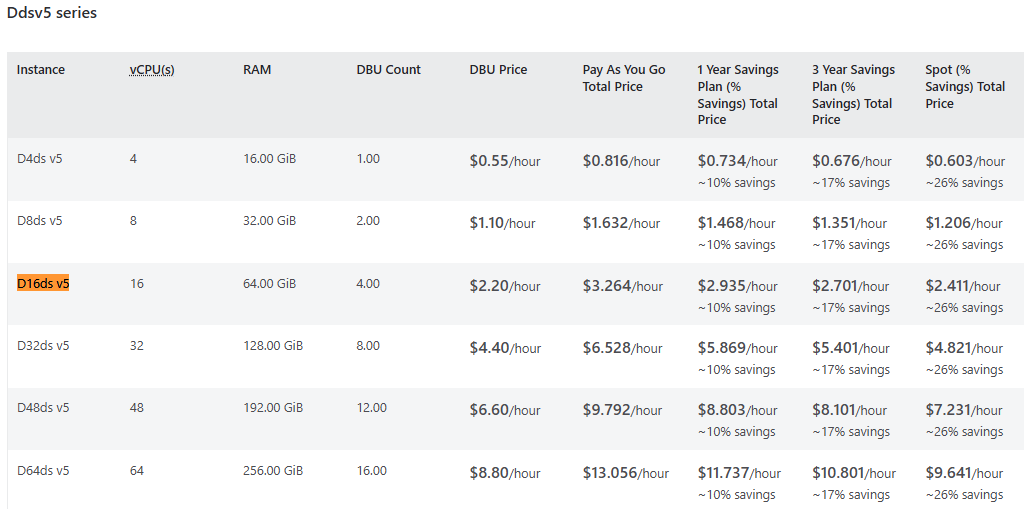 Ddsv5 series
Instance vCPU(s) RAM DBU Count DBU Price Pay As You Go Total Price 1 Year Savings Plan (% Savings) Total Price 3 Year Savings Plan (% Savings) Total Price Spot (% Savings) Total Price
D4ds v5 4 16.00 GiB 1.00 $0.55/hour $0.816/hour $0.734/hour $0.676/hour $0.603/hour
~10% savings ~17% savings ~26% savings
D8ds v5 8 32.00 GiB 2.00 $1.10/hour $1.632/hour $1.468/hour $1.351/hour $1.206/hour
~10% savings ~17% savings ~26% savings
D16ds v5 16 64.00 GiB 4.00 $2.20/hour $3.264/hour $2.935/hour $2.701/hour $2.411/hour
~10% savings ~17% savings ~26% savings
D32ds v5 32 128.00 GiB 8.00 $4.40/hour $6.528/hour $5.869/hour $5.401/hour $4.821/hour
~10% savings ~17% savings ~26% savings
D48ds v5 48 192.00 GiB 12.00 $6.60/hour $9.792/hour $8.803/hour $8.101/hour $7.231/hour
~10% savings ~17% savings ~26% savings
D64ds v5 64 256.00 GiB 16.00 $8.80/hour $13.056/hour $11.737/hour $10.801/hour $9.641/hour
~10% savings ~17% savings ~26% savings